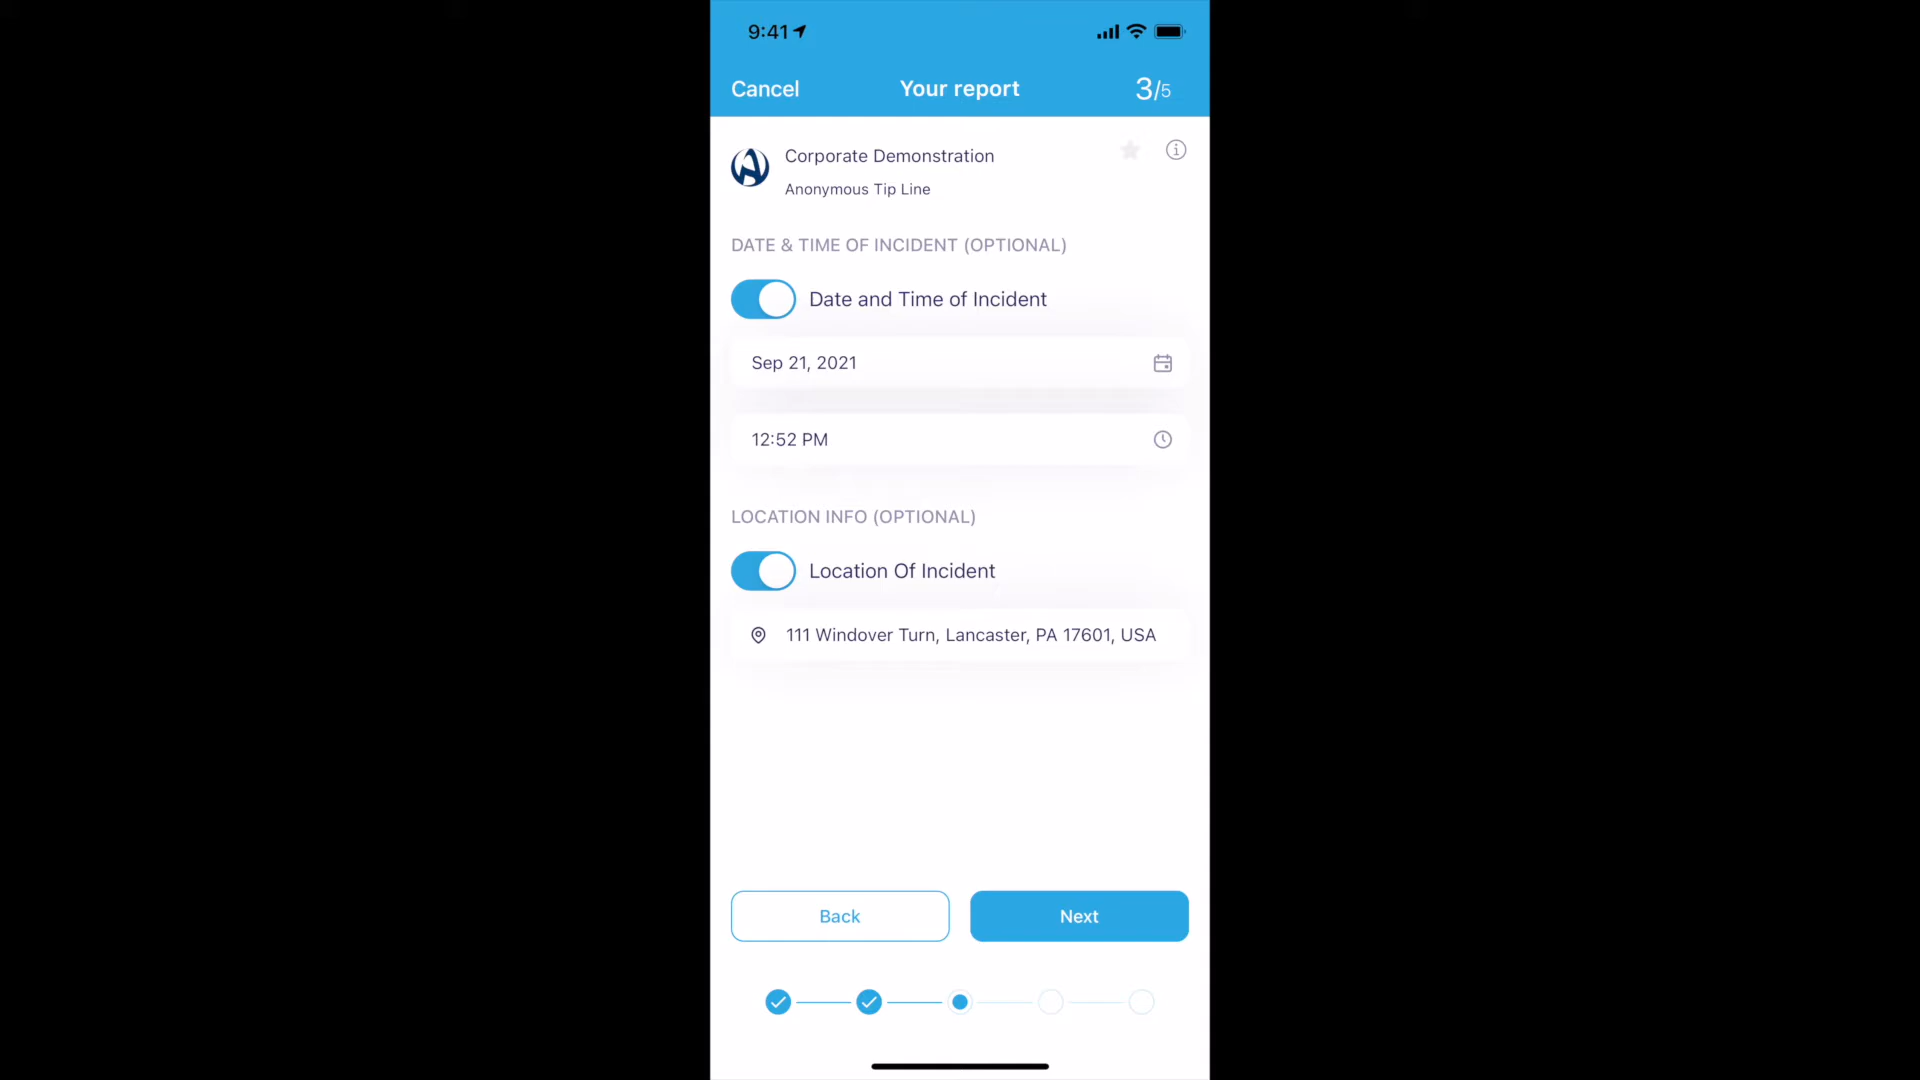 9:41
Cancel
Your report
3/5
Corporate Demonstration
Anonymous Tip Line
DATE & TIME OF INCIDENT (OPTIONAL)
Date and Time of Incident
Sep 21, 2021
12:52 PM
LOCATION INFO (OPTIONAL)
Location Of Incident
111 Windover Turn, Lancaster, PA 17601, USA
Back
Next